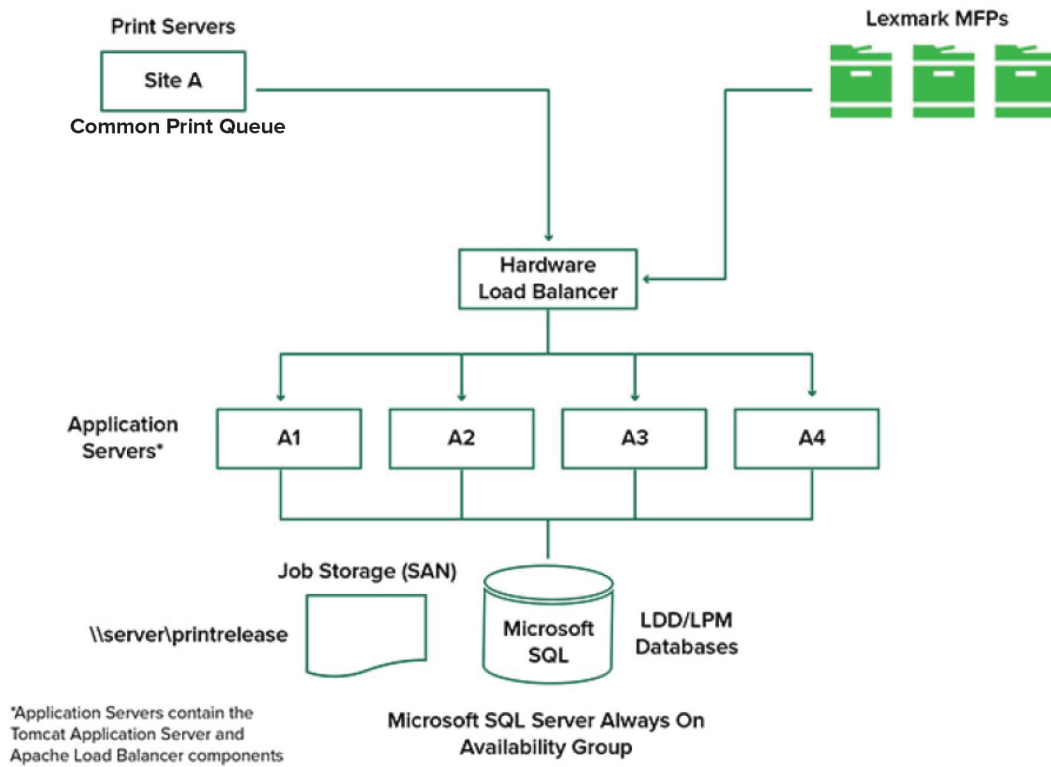 Print Servers
Site A
Common Print Queue
Lexmark MFPs
Hardware
Load Balancer
Application
Servers*
A1
A2
A3
A4
Job Storage (SAN)
\\server\printrelease
Microsoft
SQL
LDD/LPM
Databases
Microsoft SQL Server Always On
Availability Group
*Application Servers contain the
Tomcat Application Server and
Apache Load Balancer components